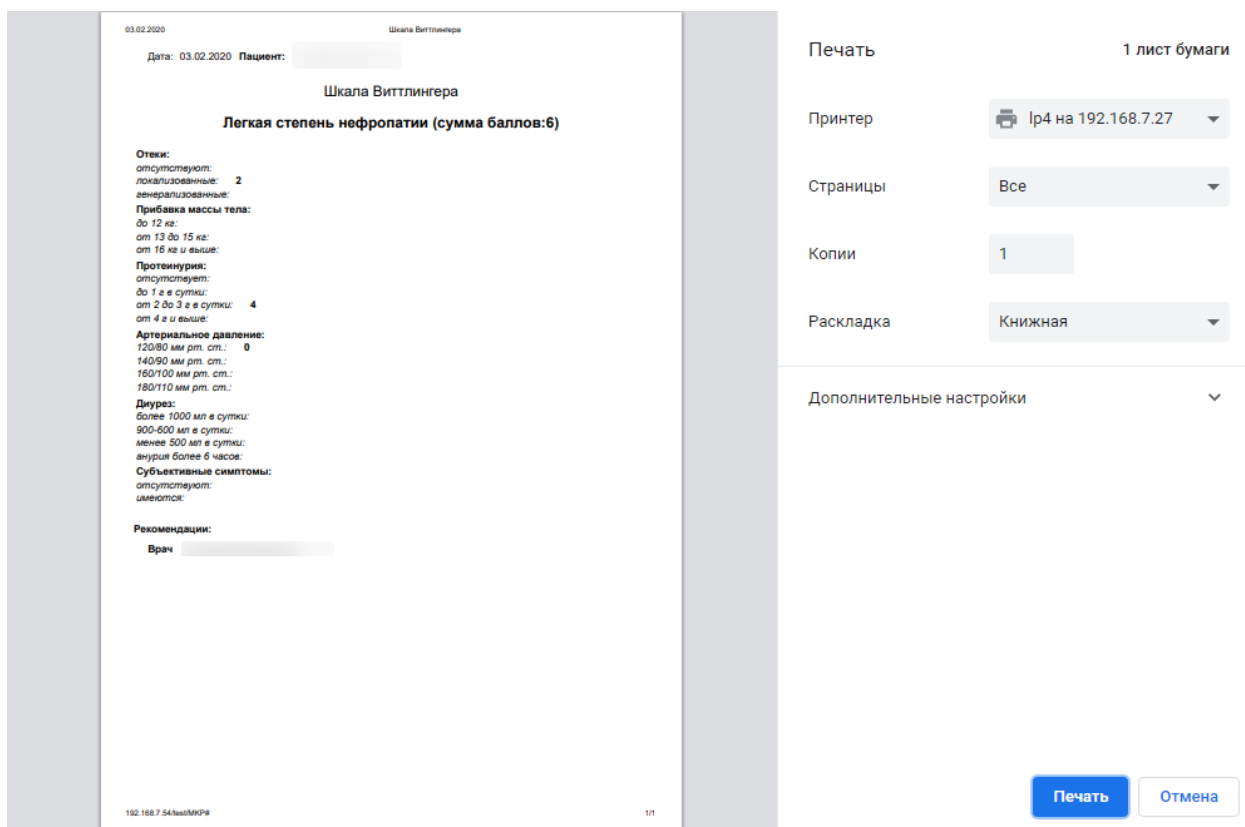 03.02.2020 Шкала Виттлингера
Дата: 03.02.2020 Пациент:
Шкала Виттлингера
Легкая степень нефропатии (сумма баллов:6)
Отеки:
отсутствуют:
локализованные: 2
генерализованные:
Прибавка массы тела:
до 12 кг:
от 13 до 15 кг:
от 16 кг и выше:
Протеинурия:
отсутствует:
до 1 г в сутки:
от 2 до 3 г в сутки: 4
от 4 г и выше:
Артериальное давление:
120/80 мм рт. ст.: 0
140/90 мм рт. ст.:
160/100 мм рт. ст.:
180/110 мм рт. ст.:
Диурез:
более 1000 мл в сутки:
900-600 мл в сутки:
менее 500 мл в сутки:
анурия более 6 часов:
Субъективные симптомы:
отсутствуют:
имеются:
Рекомендации:
Врач
192.168.7.54/test/MKP# 1/1
Печать 1 лист бумаги
Принтер lp4 на 192.168.7.27
Страницы Все
Копии 1
Раскладка Книжная
Дополнительные настройки
Печать Отмена